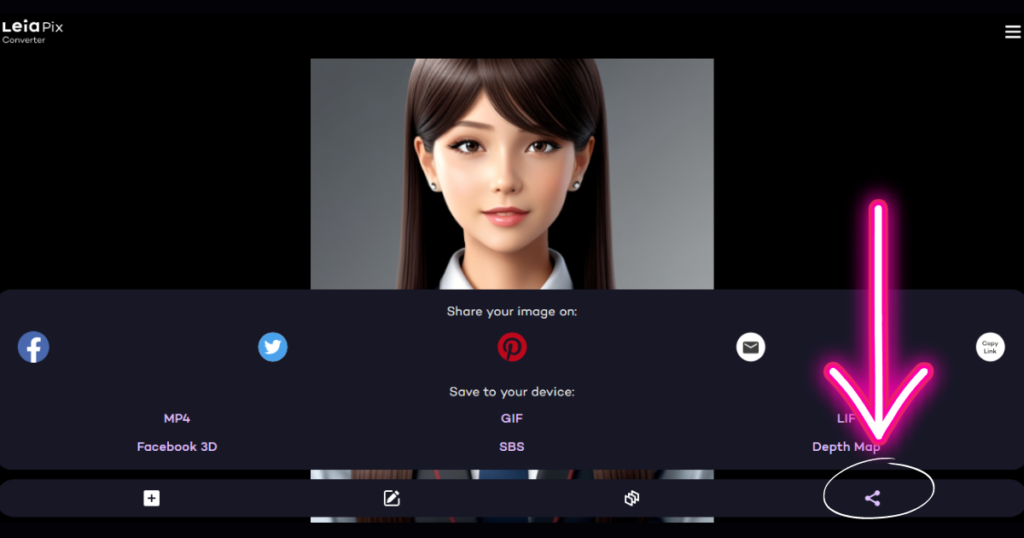 Leia Pix
Converter
Share your image on:
Copy
Link
Save to your device:
MP4 GIF LIF
Facebook 3D SBS Depth Map